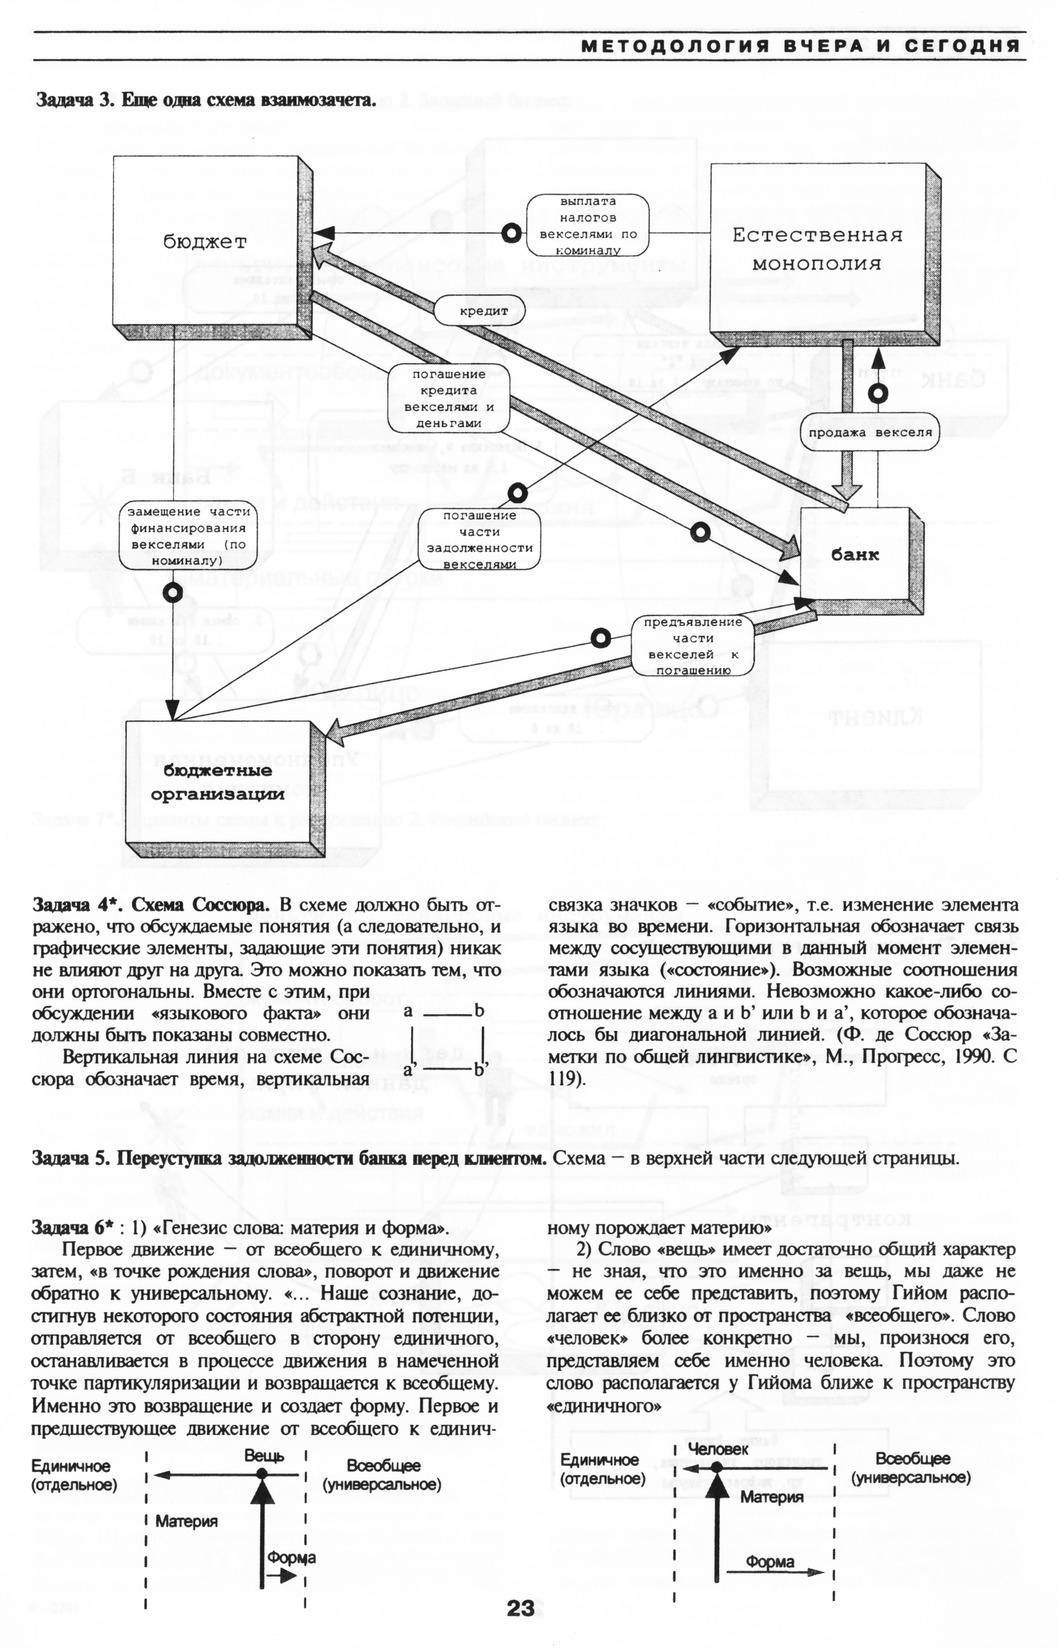 МЕТОДОЛОГИЯ ВЧЕРА И СЕГОДНЯ
Задача 3. Еще одна схема взаимозачета.
выплата
налогов
векселями по
номиналу
бюджет
Естественная
монополия
кредит
погашение
кредита
векселями и
деньгами
продажа векселя
замещение части
финансирования
векселями (по
номиналу)
погашение
части
задолженности
векселями
банк
предъявление
части
векселей к
погашению
бюджетные
организации
Задача 4*. Схема Соссюра. В схеме должно быть от-
ражено, что обсуждаемые понятия (а следовательно, и
графические элементы, задающие эти понятия) никак
не влияют друг на друга. Это можно показать тем, что
они ортогональны. Вместе с этим, при
обсуждении «языкового факта» они
должны быть показаны совместно.
Вертикальная линия на схеме Сос-
сюра обозначает время, вертикальная
a b
a’ b’
связка значков — «событие», т.е. изменение элемента
языка во времени. Горизонтальная обозначает связь
между сосуществующими в данный момент элемен-
тами языка («состояние»). Возможные соотношения
обозначаются линиями. Невозможно какое-либо со-
отношение между a и b’ или b и a’, которое обознача-
лось бы диагональной линией. (Ф. де Соссюр «За-
метки по общей лингвистике», М., Прогресс, 1990. С
119).
Задача 5. Переуступка задолженности банка перед клиентом. Схема — в верхней части следующей страницы.
Задача 6* : 1) «Генезис слова: материя и форма».
Первое движение — от всеобщего к единичному,
затем, «в точке рождения слова», поворот и движение
обратно к универсальному. «... Наше сознание, до-
стигнув некоторого состояния абстрактной потенции,
отправляется от всеобщего в сторону единичного,
останавливается в процессе движения в намеченной
точке партикуляризации и возвращается к всеобщему.
Именно это возвращение и создает форму. Первое и
предшествующее движение от всеобщего к единич-
ному порождает материю»
2) Слово «вещь» имеет достаточно общий характер
— не зная, что это именно за вещь, мы даже не
можем ее себе представить, поэтому Гийом распо-
лагает ее близко от пространства «всеобщего». Слово
«человек» более конкретно — мы, произнося его,
представляем себе именно человека. Поэтому это
слово располагается у Гийома ближе к пространству
«единичного»
Единичное
(отдельное)
Вещь
Всеобщее
(универсальное)
Материя
Форма
Единичное
(отдельное)
Человек
Всеобщее
(универсальное)
Материя
Форма
23